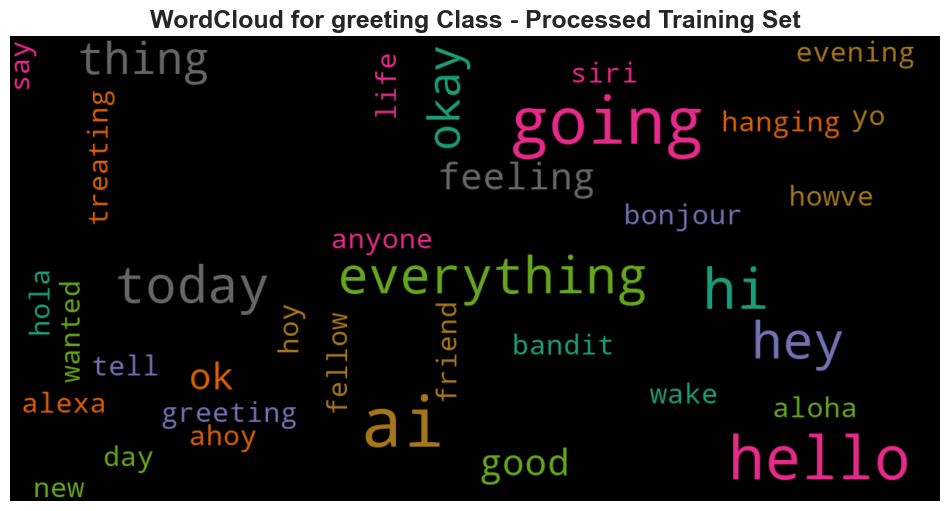 WordCloud for greeting Class - Processed Training Set
say
thing
life
okay
siri
evening
treating
going
hanging
yo
feeling
howve
bonjour
anyone
everything
today
hi
hola
wanted
hoy
fellow
friend
hey
bandit
tell
ok
alexa
greeting
ahoy
ai
wake
aloha
day
good
hello
new